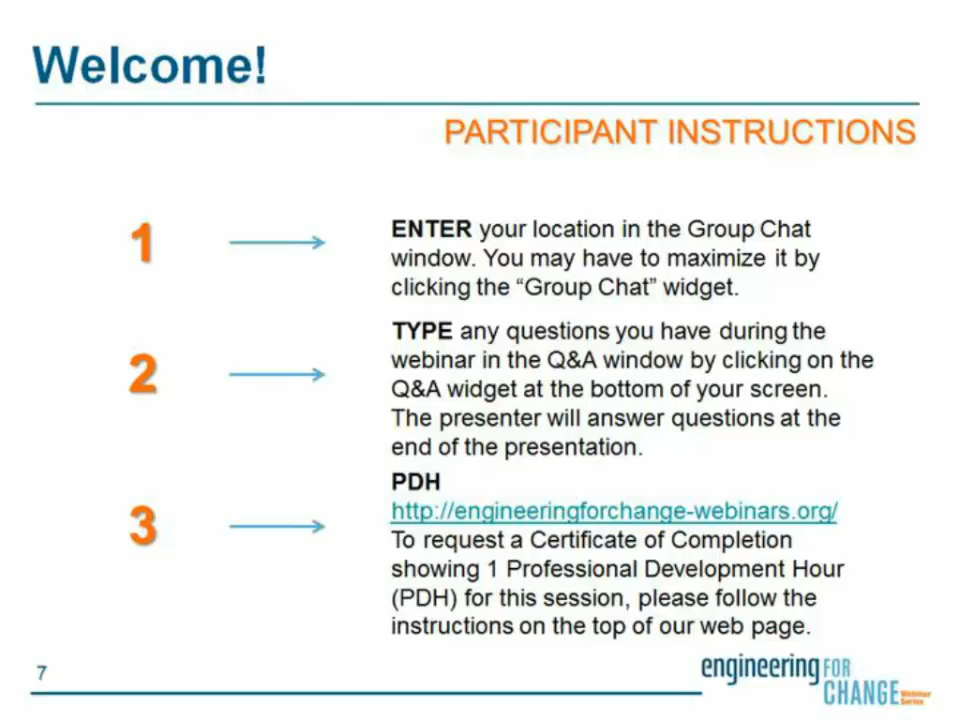 Welcome!
PARTICIPANT INSTRUCTIONS
1
ENTER your location in the Group Chat
window. You may have to maximize it by
clicking the “Group Chat” widget.
2
TYPE any questions you have during the
webinar in the Q&A window by clicking on the
Q&A widget at the bottom of your screen.
The presenter will answer questions at the
end of the presentation.
3
PDH
http://engineeringforchange-webinars.org/
To request a Certificate of Completion
showing 1 Professional Development Hour
(PDH) for this session, please follow the
instructions on the top of our web page.
7
engineering FOR
CHANGE Webinar
Series